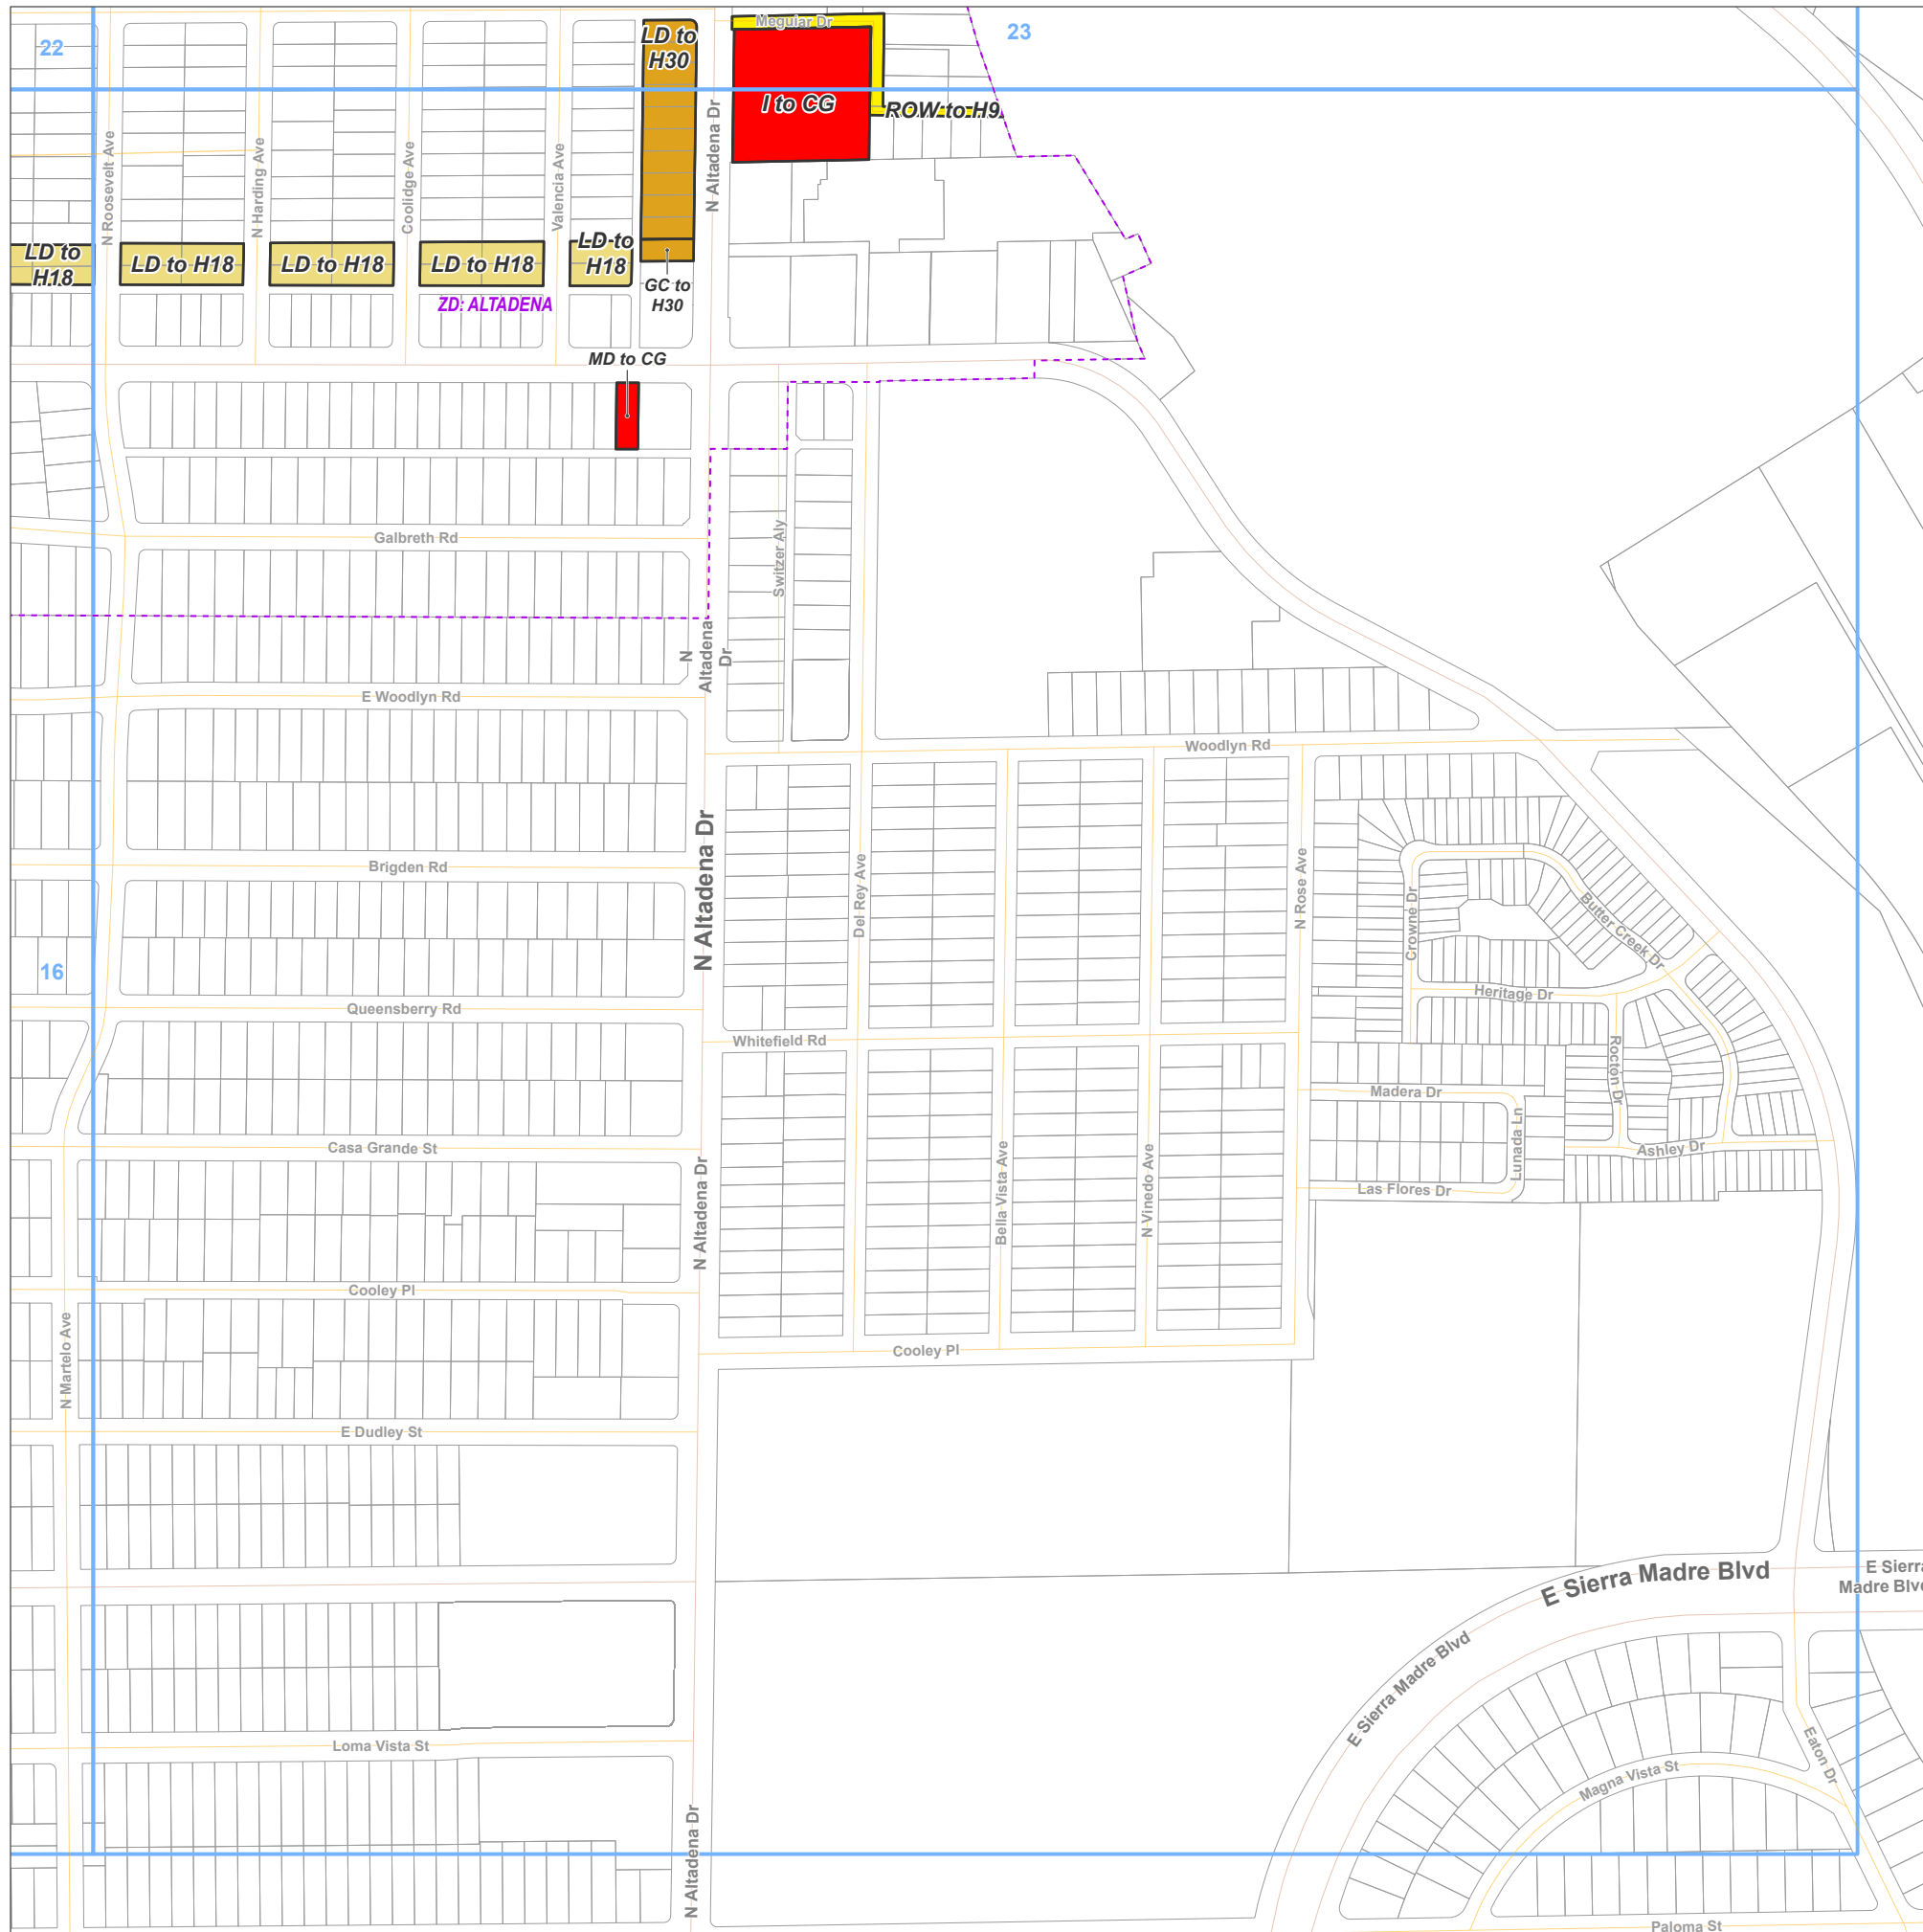 22
23
Meguiar Dr
LD to
H30
I to CG
ROW to H9
N Roosevelt Ave
N Harding Ave
Coolidge Ave
Valencia Ave
N Altadena Dr
LD to
H18
LD to H18
LD to H18
LD to H18
LD to
H18
GC to
H30
ZD: ALTADENA
MD to CG
Galbreth Rd
Switzer Aly
N
Altadena
Dr
E Woodlyn Rd
Woodlyn Rd
N Altadena Dr
Brigden Rd
Del Rey Ave
N Rose Ave
Crowne Dr
Butter Creek Dr
16
Heritage Dr
Queensberry Rd
Whitefield Rd
Rocton Dr
Madera Dr
Lunada Ln
Casa Grande St
Ashley Dr
Las Flores Dr
N Altadena Dr
Bella Vista Ave
N Vinedo Ave
Cooley Pl
N Martelo Ave
Cooley Pl
E Dudley St
E Sierra Madre Blvd
E Sierra
Madre Blvd
E Sierra Madre Blvd
Loma Vista St
Eaton Dr
Magna Vista St
N Altadena Dr
Paloma St